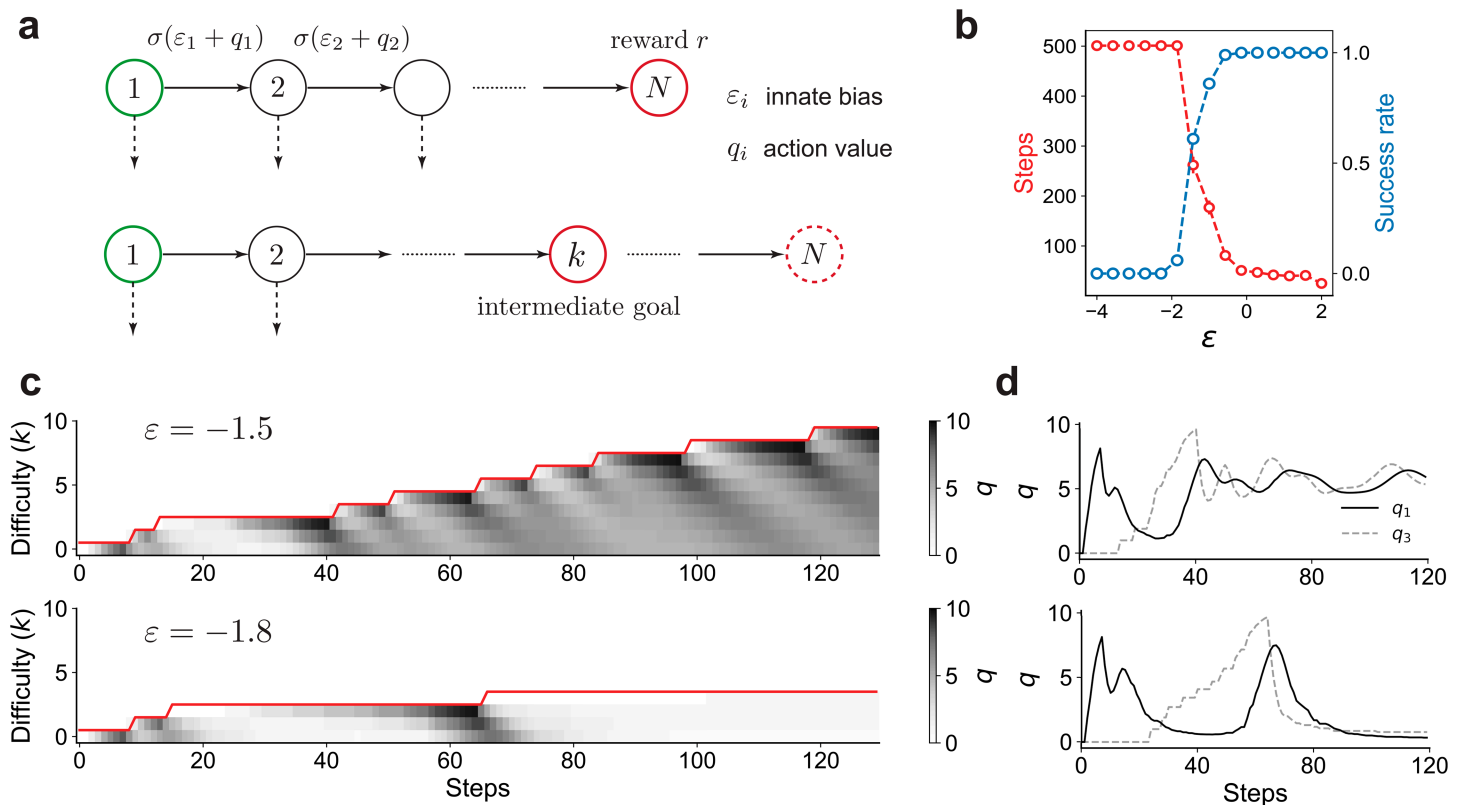 a
σ(ε₁ + q₁) σ(ε₂ + q₂) reward r
1 2 N
εᵢ innate bias
qᵢ action value
1 2 k N
intermediate goal
b
500
400
300
200
100
Steps
1.0
0.5
0.0
Success rate
−4 −2 0 2
ε
c
ε = −1.5
10
5
0
Difficulty (k)
0 20 40 60 80 100 120
10
5
0
q
ε = −1.8
10
5
0
Difficulty (k)
0 20 40 60 80 100 120
Steps
10
5
0
q
d
10
5
0
q
q₁
q₃
0 40 80 120
10
5
0
q
0 40 80 120
Steps